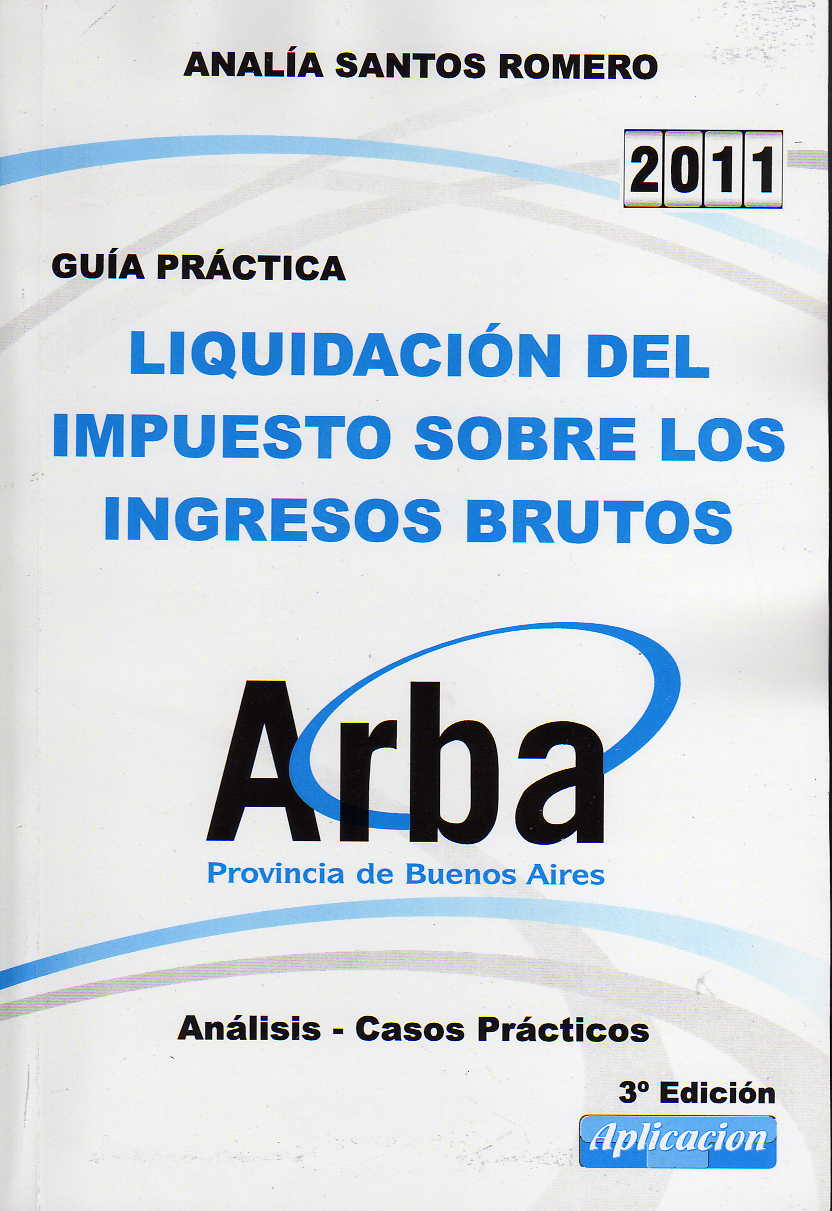 ANALÍA SANTOS ROMERO
2011
GUÍA PRÁCTICA
LIQUIDACIÓN DEL
IMPUESTO SOBRE LOS
INGRESOS BRUTOS
Arba
Provincia de Buenos Aires
Análisis - Casos Prácticos
3º Edición
Aplicacion